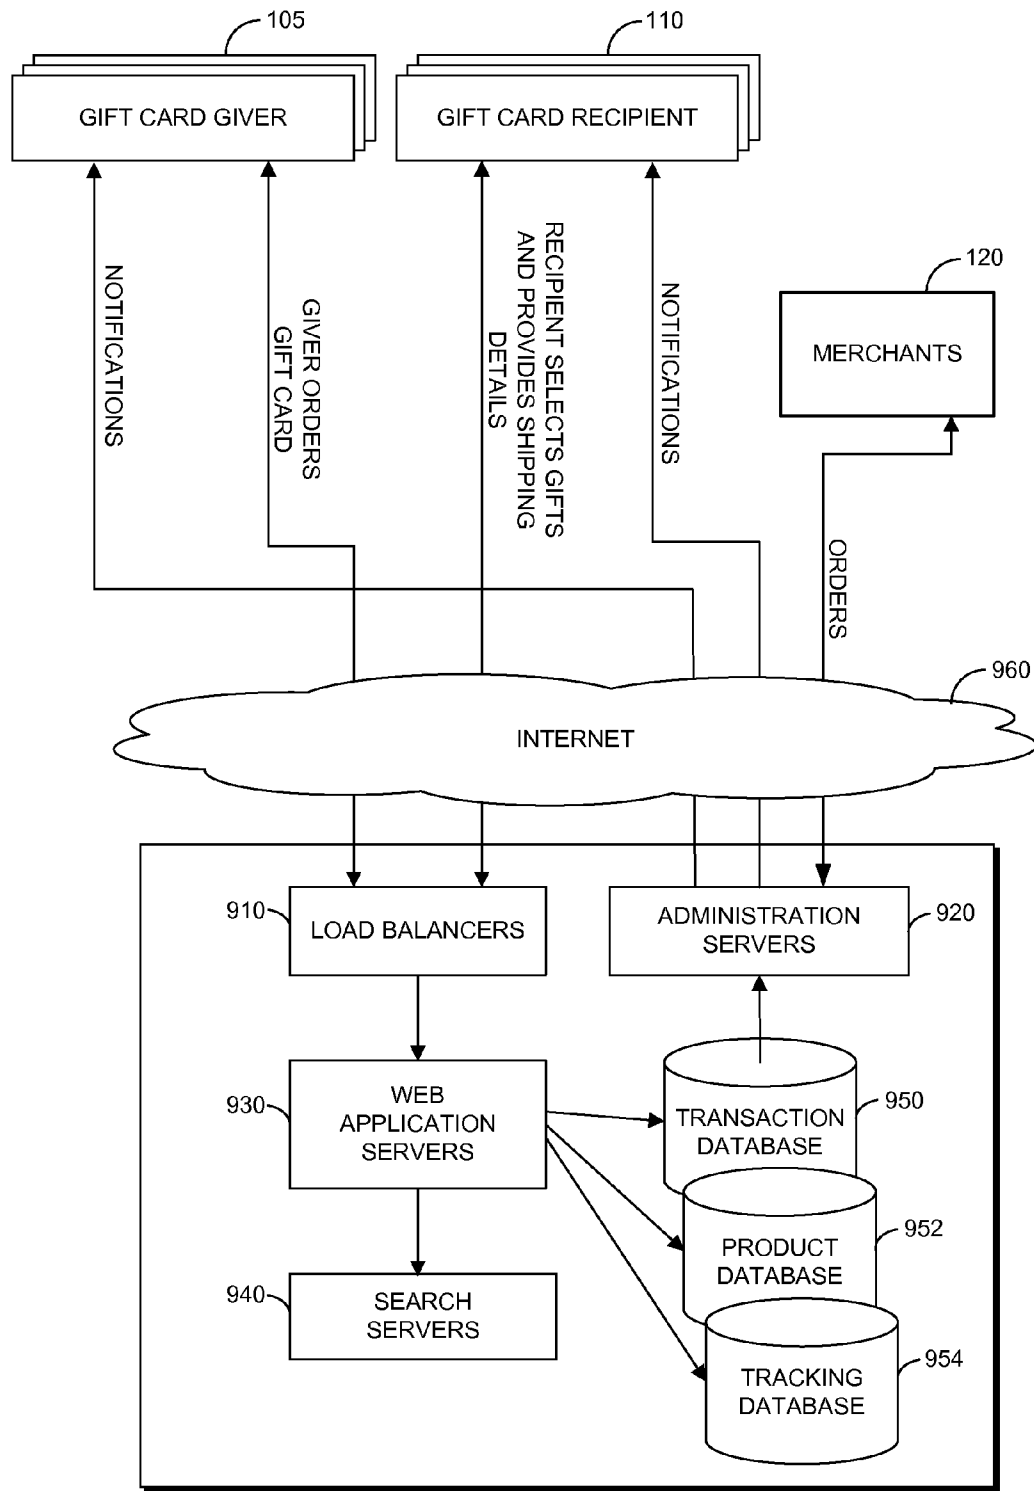 105
110
GIFT CARD GIVER
GIFT CARD RECIPIENT
NOTIFICATIONS
GIVER ORDERS
GIFT CARD
RECIPIENT SELECTS GIFTS
AND PROVIDES SHIPPING
DETAILS
NOTIFICATIONS
120
MERCHANTS
ORDERS
960
INTERNET
910
LOAD BALANCERS
ADMINISTRATION
SERVERS
920
930
WEB
APPLICATION
SERVERS
TRANSACTION
DATABASE
950
PRODUCT
DATABASE
952
940
SEARCH
SERVERS
TRACKING
DATABASE
954